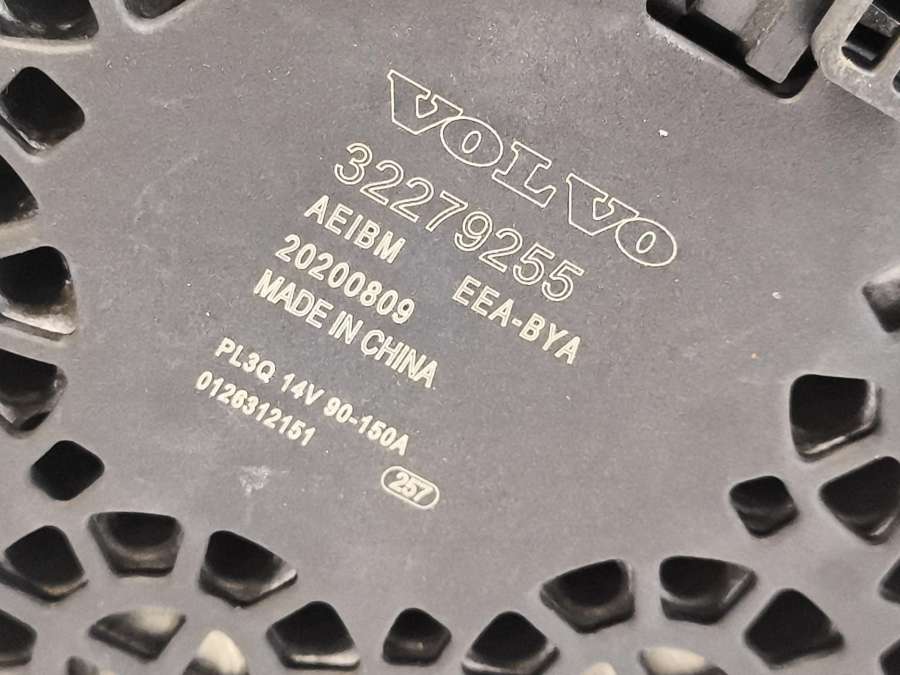 VOLVO
32279255
AEIBM EEA-BYA
20200809
MADE IN CHINA
PL3Q 14V 90-150A
0126312151
257